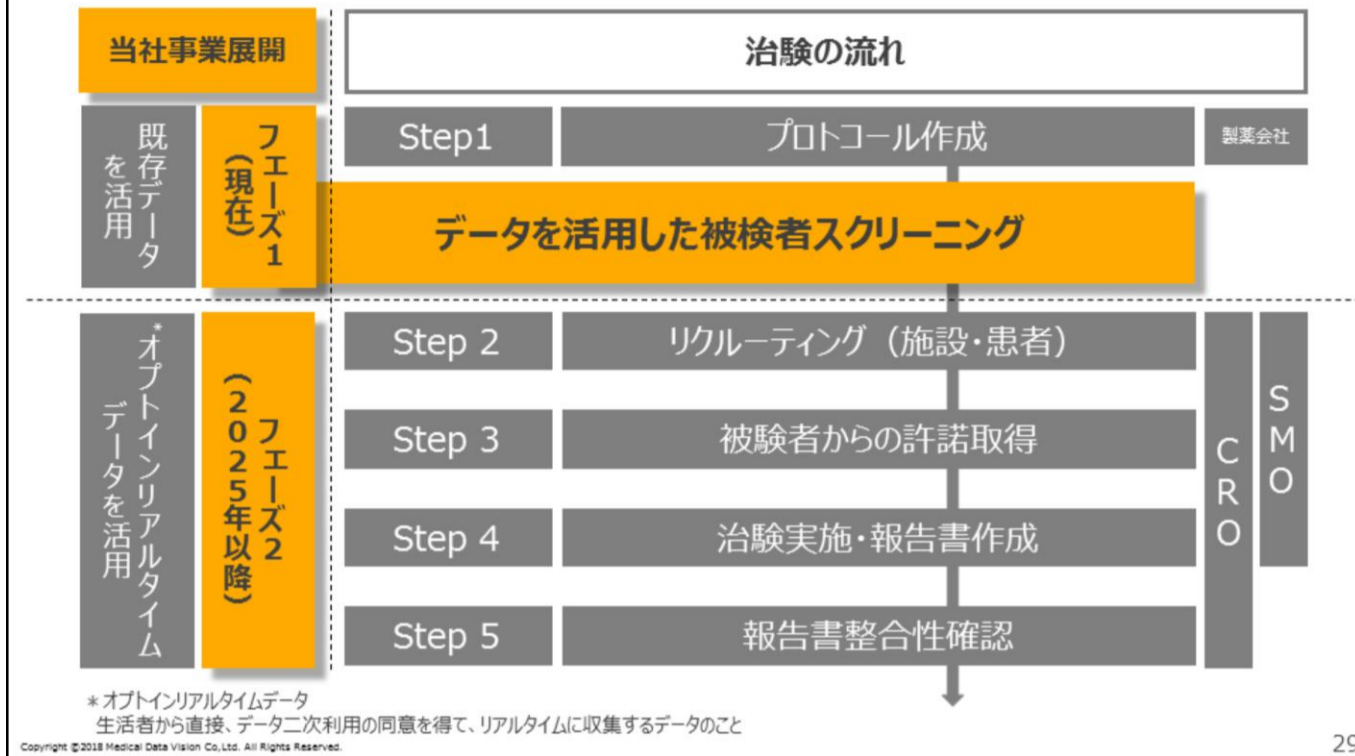 当社事業展開
治験の流れ
既存データ
を活用
フェーズ1
(現在)
Step1
プロトコール作成
製薬会社
データを活用した被検者スクリーニング
*オプトインリアルタイム
データを活用
フェーズ2
(2025年以降)
Step 2
リクルーティング（施設・患者）
Step 3
被験者からの許諾取得
Step 4
治験実施・報告書作成
Step 5
報告書整合性確認
CRO
SMO
＊オプトインリアルタイムデータ
生活者から直接、データ二次利用の同意を得て、リアルタイムに収集するデータのこと
Copyright ©2018 Medical Data Vision Co,Ltd. All Rights Reserved.
29